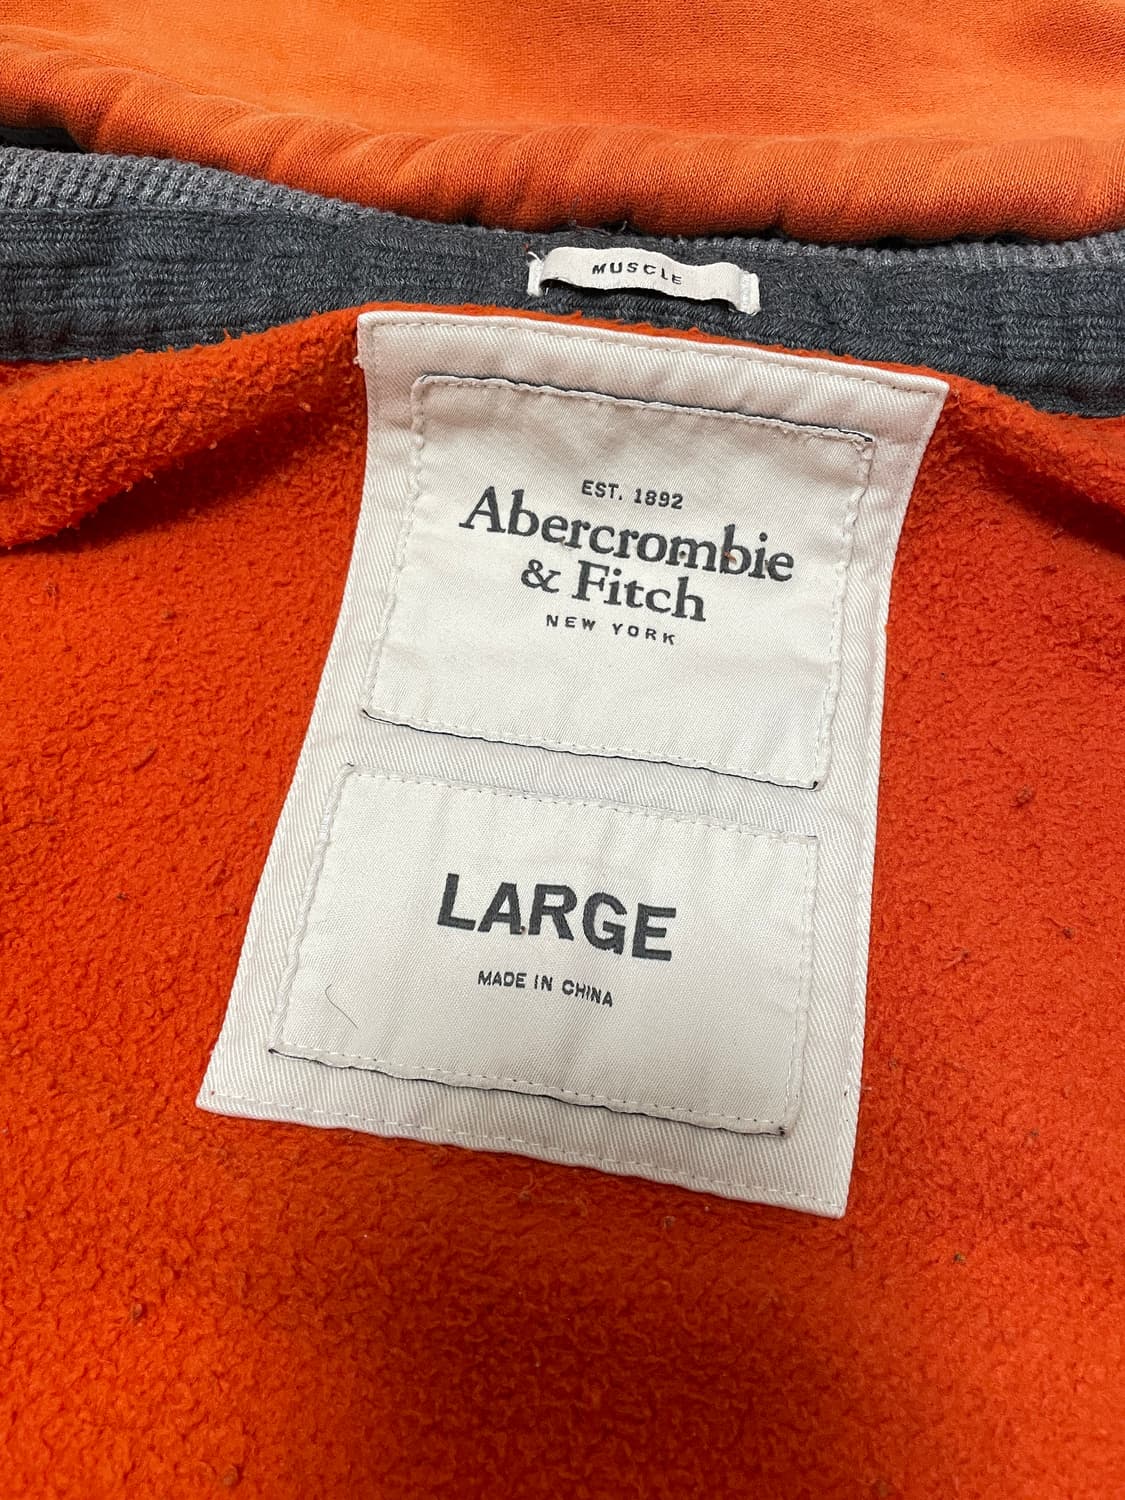 MUSCLE
EST. 1892
Abercrombie
& Fitch
NEW YORK
LARGE
MADE IN CHINA